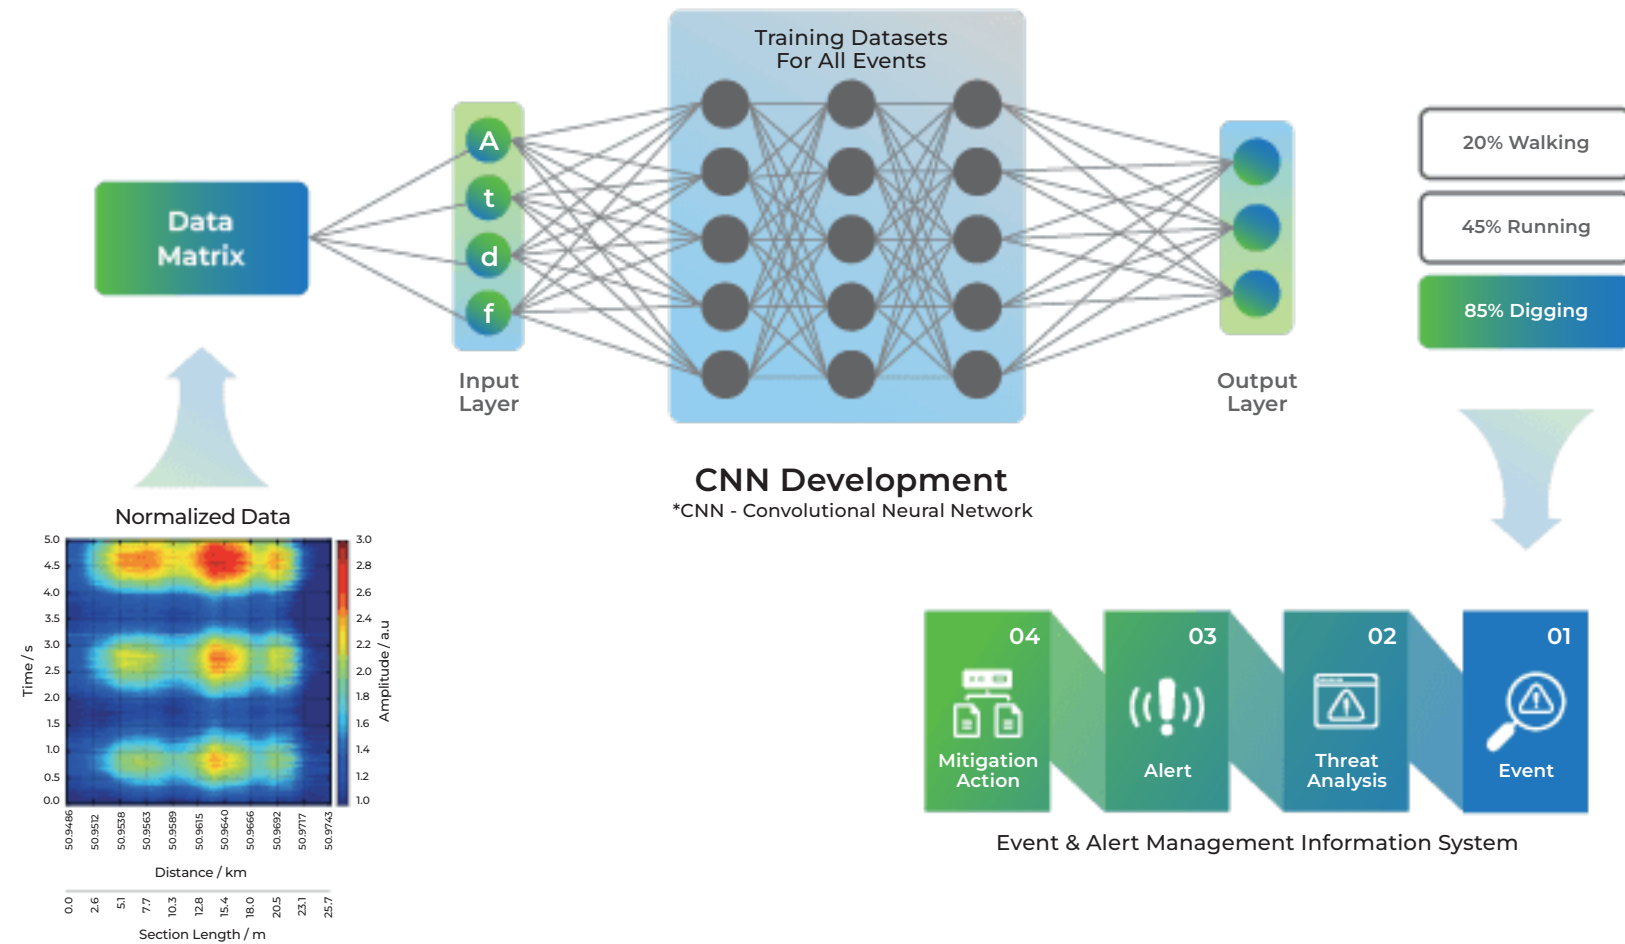 Training Datasets
For All Events
Data
Matrix
A
t
d
f
Input
Layer
Output
Layer
20% Walking
45% Running
85% Digging
CNN Development
*CNN - Convolutional Neural Network
Normalized Data
5.0
4.5
4.0
3.5
3.0
2.5
2.0
1.5
1.0
0.5
0.0
Time / s
3.0
2.8
2.6
2.4
2.2
2.0
1.8
1.6
1.4
1.2
1.0
Amplitude / a.u
50.9486
50.9512
50.9538
50.9563
50.9589
50.9615
50.9640
50.9666
50.9692
50.9717
50.9743
Distance / km
0.0
2.6
5.1
7.7
10.3
12.8
15.4
18.0
20.5
23.1
25.7
Section Length / m
04
Mitigation
Action
03
Alert
02
Threat
Analysis
01
Event
Event & Alert Management Information System